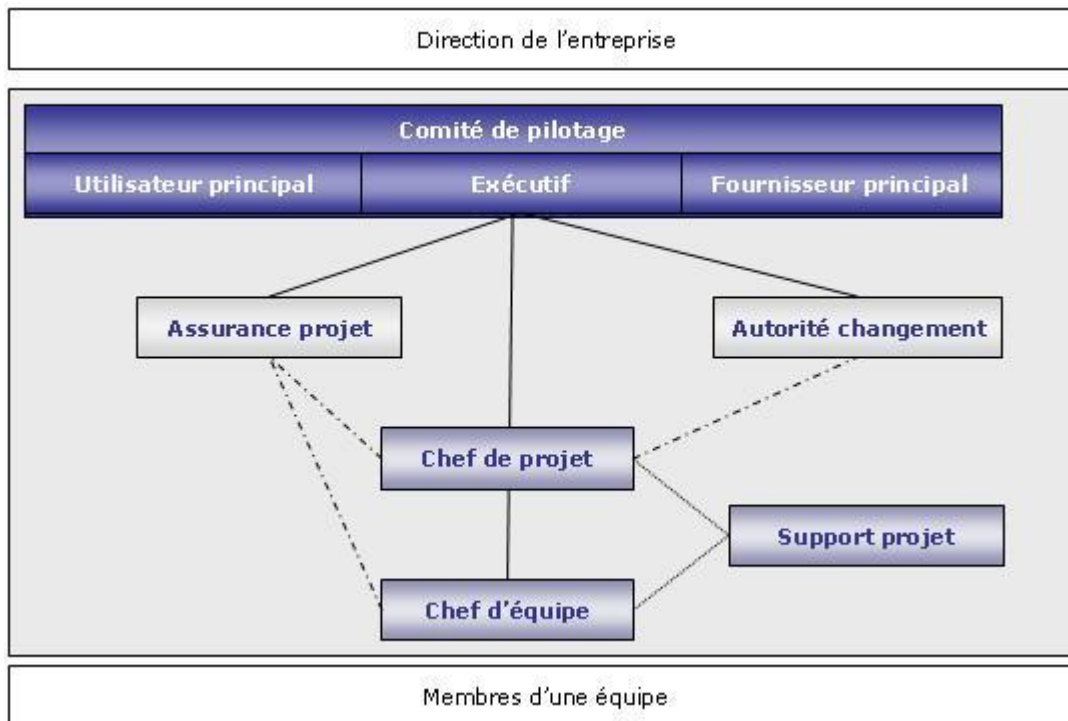 Direction de l'entreprise
Comité de pilotage
Utilisateur principal
Exécutif
Fournisseur principal
Assurance projet
Autorité changement
Chef de projet
Support projet
Chef d'équipe
Membres d'une équipe